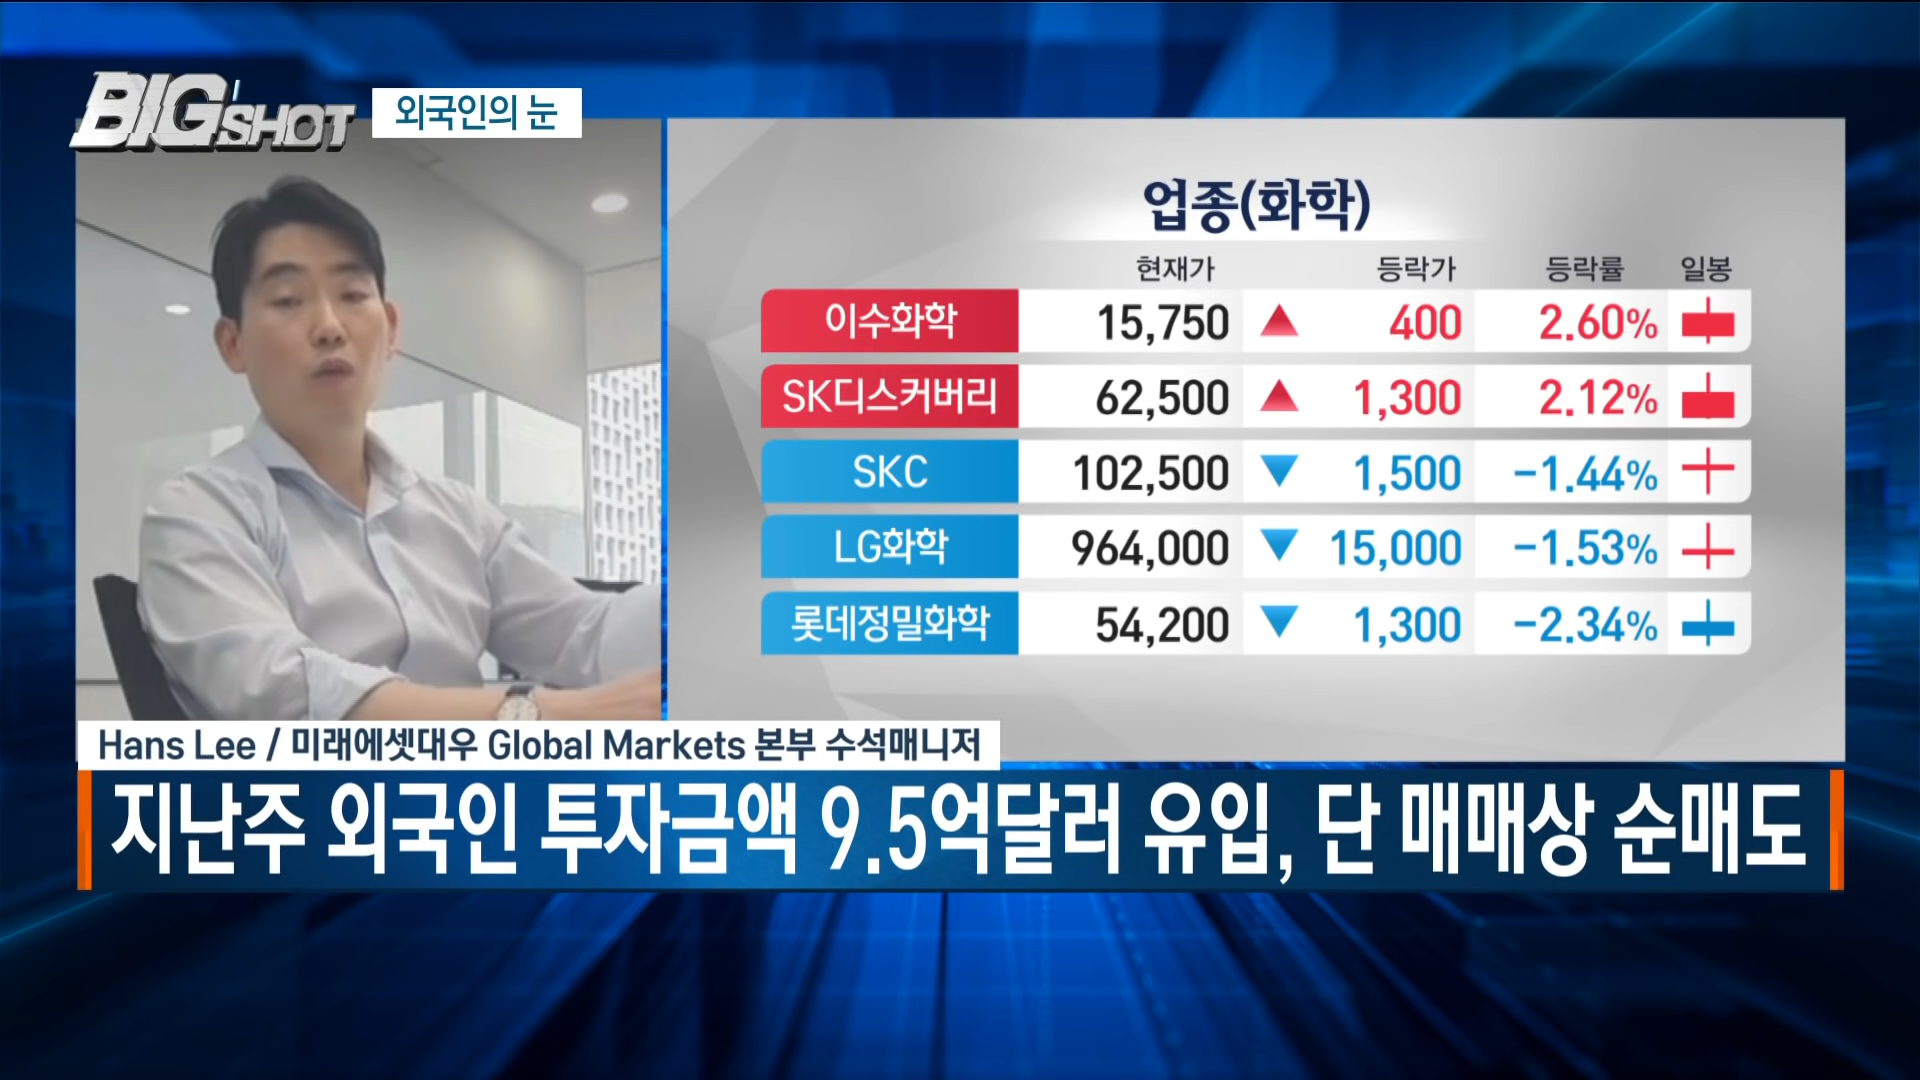 BIG SHOT
외국인의 눈
업종(화학)
현재가 등락가 등락률 일봉
이수화학 15,750 ▲ 400 2.60%
SK디스커버리 62,500 ▲ 1,300 2.12%
SKC 102,500 ▼ 1,500 -1.44%
LG화학 964,000 ▼ 15,000 -1.53%
롯데정밀화학 54,200 ▼ 1,300 -2.34%
Hans Lee / 미래에셋대우 Global Markets 본부 수석매니저
지난주 외국인 투자금액 9.5억달러 유입, 단 매매상 순매도